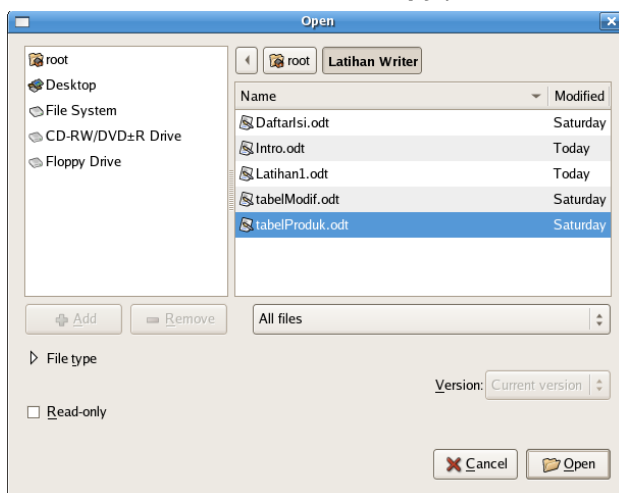 Open
root
Desktop
File System
CD-RW/DVD±R Drive
Floppy Drive
root Latihan Writer
Name Modified
DaftarIsi.odt Saturday
Intro.odt Today
Latihan1.odt Today
tabelModif.odt Saturday
tabelProduk.odt Saturday
Add Remove All files
File type
Version: Current version
Read-only
Cancel Open